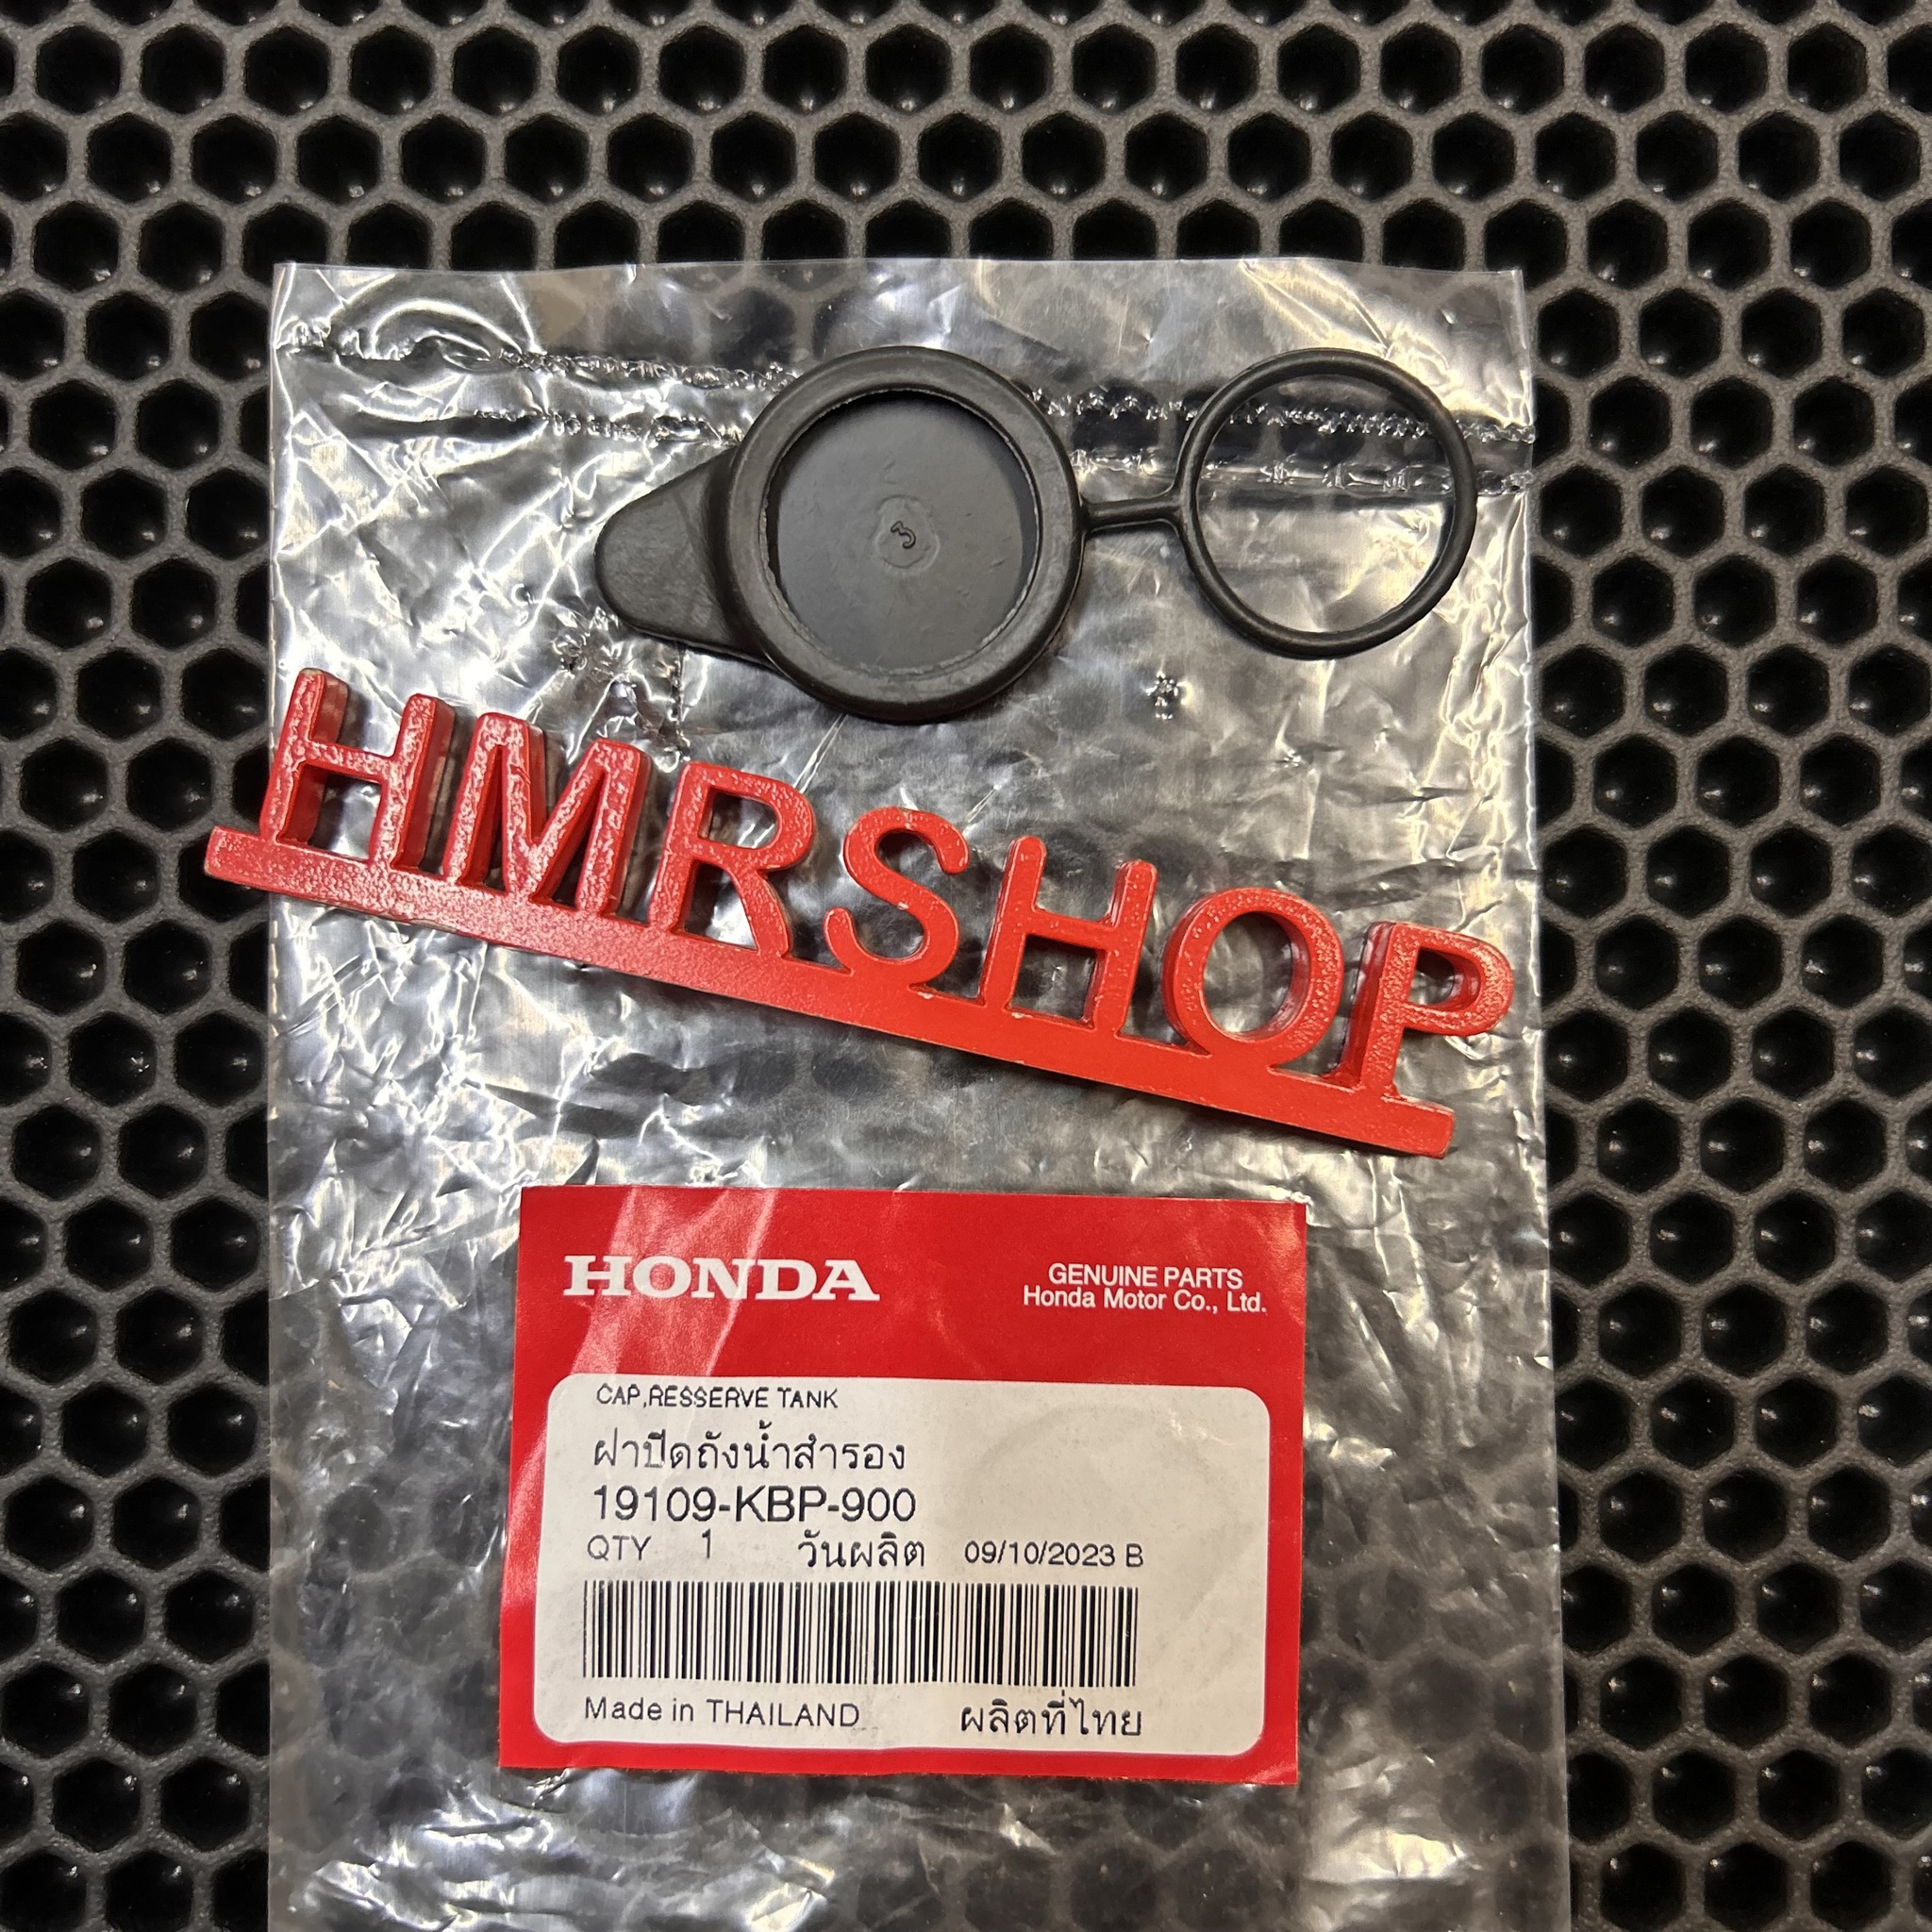 3
HMRSHOP
HONDA
GENUINE PARTS
Honda Motor Co., Ltd.
CAP,RESSERVE TANK
ฝาปิดถังน้ำสำรอง
19109-KBP-900
QTY 1 วันผลิต 09/10/2023 B
Made in THAILAND ผลิตที่ไทย